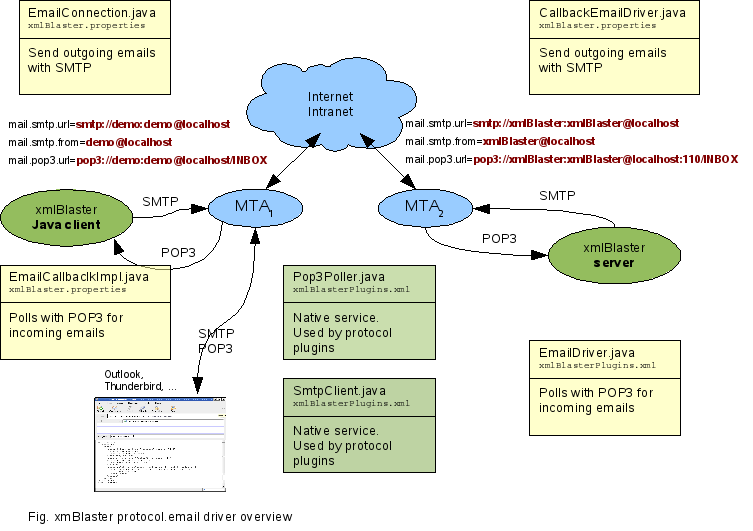 EmailConnection.java
xmlBlaster.properties
Send outgoing emails
with SMTP
CallbackEmailDriver.java
xmlBlaster.properties
Send outgoing emails
with SMTP
Internet
Intranet
mail.smtp.url=smtp://demo:demo@localhost
mail.smtp.from=demo@localhost
mail.pop3.url=pop3://demo:demo@localhost/INBOX
mail.smtp.url=smtp://xmlBlaster:xmlBlaster@localhost
mail.smtp.from=xmlBlaster@localhost
mail.pop3.url=pop3://xmlBlaster:xmlBlaster@localhost:110/INBOX
xmlBlaster
Java client
SMTP
POP3
MTA1
MTA2
SMTP
POP3
xmlBlaster
server
EmailCallbackImpl.java
xmlBlaster.properties
Polls with POP3 for
incoming emails
Pop3Poller.java
xmlBlasterPlugins.xml
Native service.
Used by protocol
plugins
SMTP
POP3
EmailDriver.java
xmlBlasterPlugins.xml
Polls with POP3 for
incoming emails
Outlook,
Thunderbird, ...
SmtpClient.java
xmlBlasterPlugins.xml
Native service.
Used by protocol
plugins
Fig. xmBlaster protocol.email driver overview